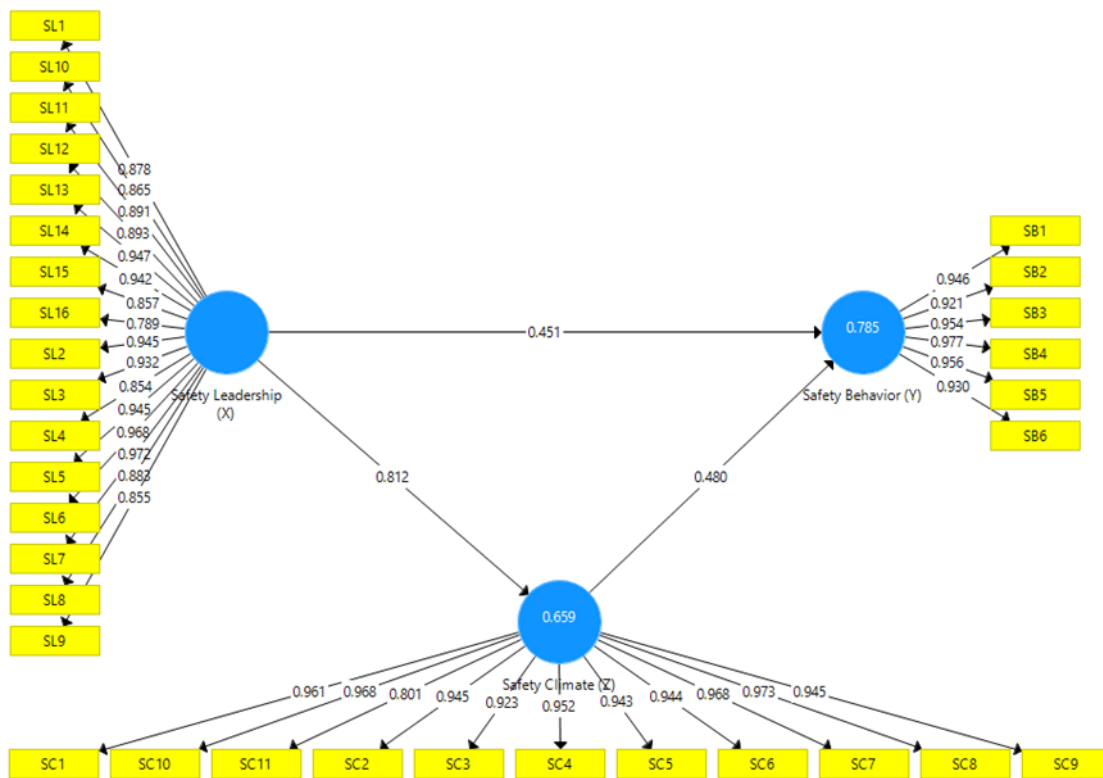 SL1
SL10
SL11
SL12
SL13
SL14
SL15
SL16
SL2
SL3
SL4
SL5
SL6
SL7
SL8
SL9
0.878
0.865
0.891
0.893
0.947
0.942
0.857
0.789
0.945
0.932
0.854
0.945
0.968
0.972
0.883
0.855
Safety Leadership
(X)
0.451
0.812
0.480
0.785
Safety Behavior (Y)
0.946
0.921
0.954
0.977
0.956
0.930
SB1
SB2
SB3
SB4
SB5
SB6
0.659
Safety Climate (Z)
0.961
0.968
0.801
0.945
0.923
0.952
0.943
0.944
0.968
0.973
0.945
SC1
SC10
SC11
SC2
SC3
SC4
SC5
SC6
SC7
SC8
SC9